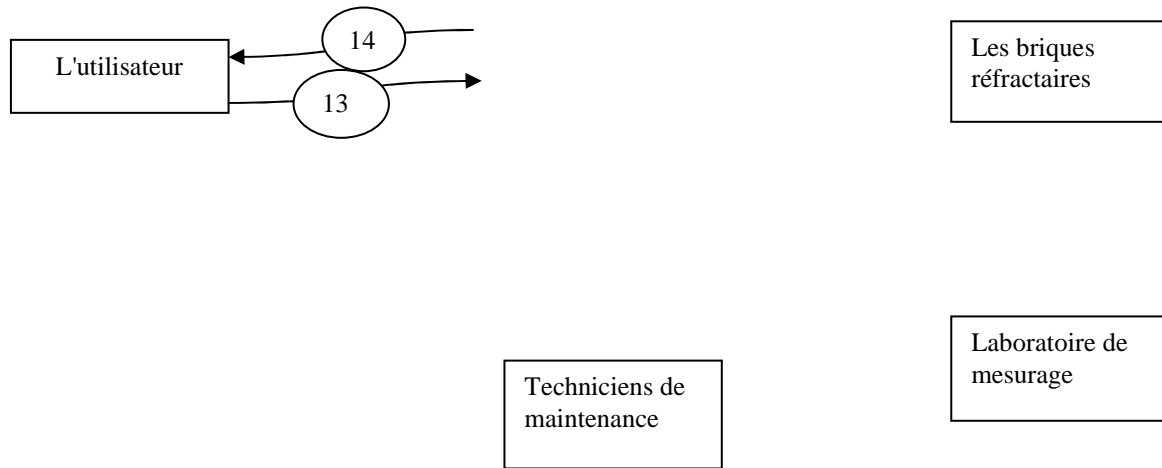 14
L'utilisateur
13
Les briques
réfractaires
Laboratoire de
mesurage
Techniciens de
maintenance